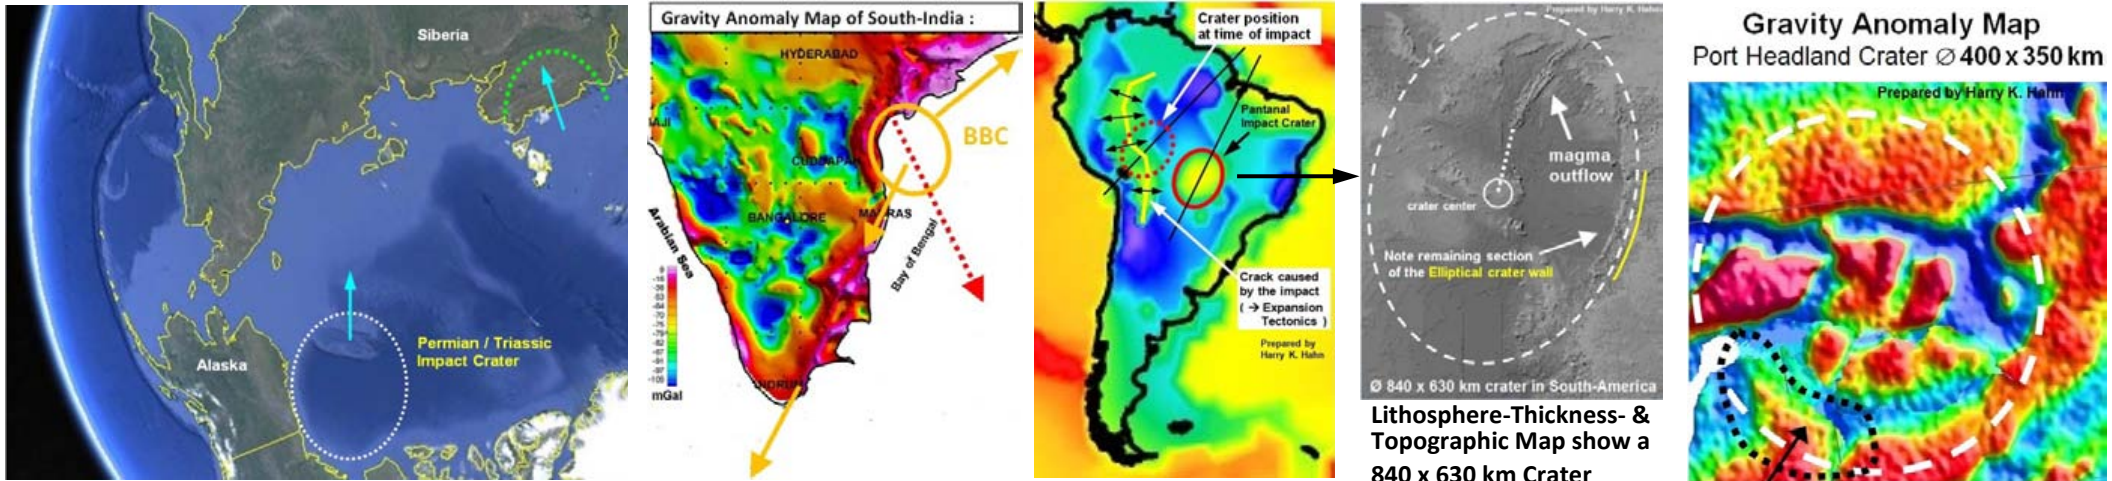 Siberia
Permian / Triassic
Impact Crater
Alaska
Gravity Anomaly Map of South-India :
HYDERABAD
BBC
CUDDAPAH
BANGALORE
Arabian Sea
Bay of Bengal
mGal
Crater position
at time of impact
Pantanal
Impact Crater
Crack caused
by the impact
( → Expansion
Tectonics )
Prepared by
Harry K. Hahn
Prepared by Harry K. Hahn
magma
outflow
crater center
Note remaining section
of the Elliptical crater wall
Ø 840 x 630 km crater in South-America
Lithosphere-Thickness- &
Topographic Map show a
840 x 630 km Crater
Gravity Anomaly Map
Port Headland Crater Ø 400 x 350 km
Prepared by Harry K. Hahn